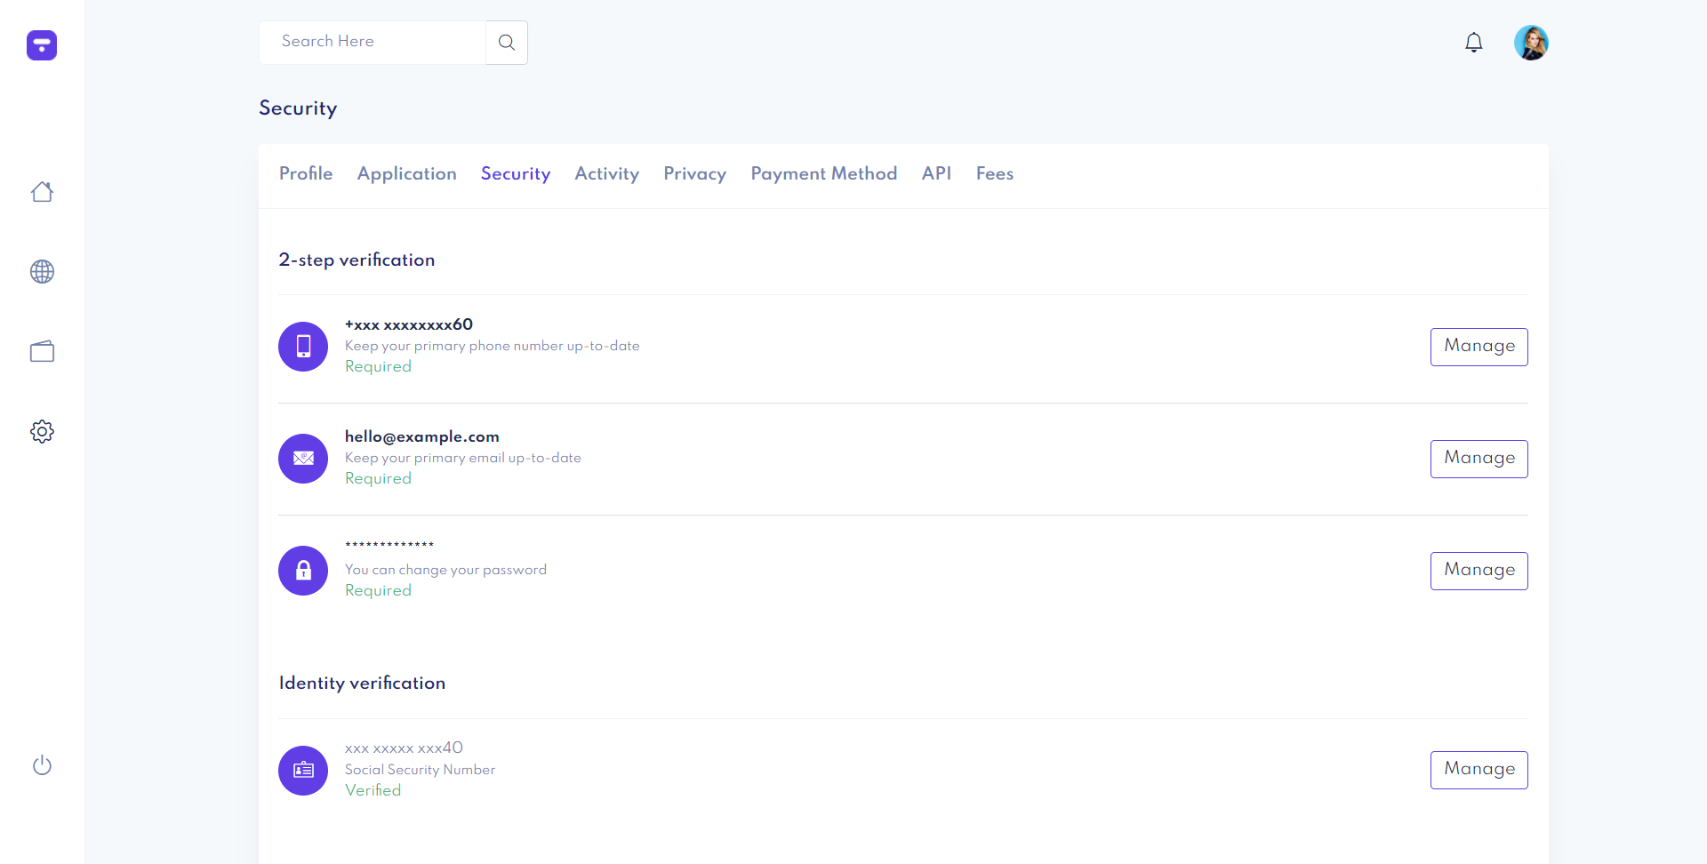 Search Here
Security
Profile Application Security Activity Privacy Payment Method API Fees
2-step verification
+xxx xxxxxxxx60
Keep your primary phone number up-to-date
Required
Manage
hello@example.com
Keep your primary email up-to-date
Required
Manage
*************
You can change your password
Required
Manage
Identity verification
xxx xxxxx xxx40
Social Security Number
Verified
Manage